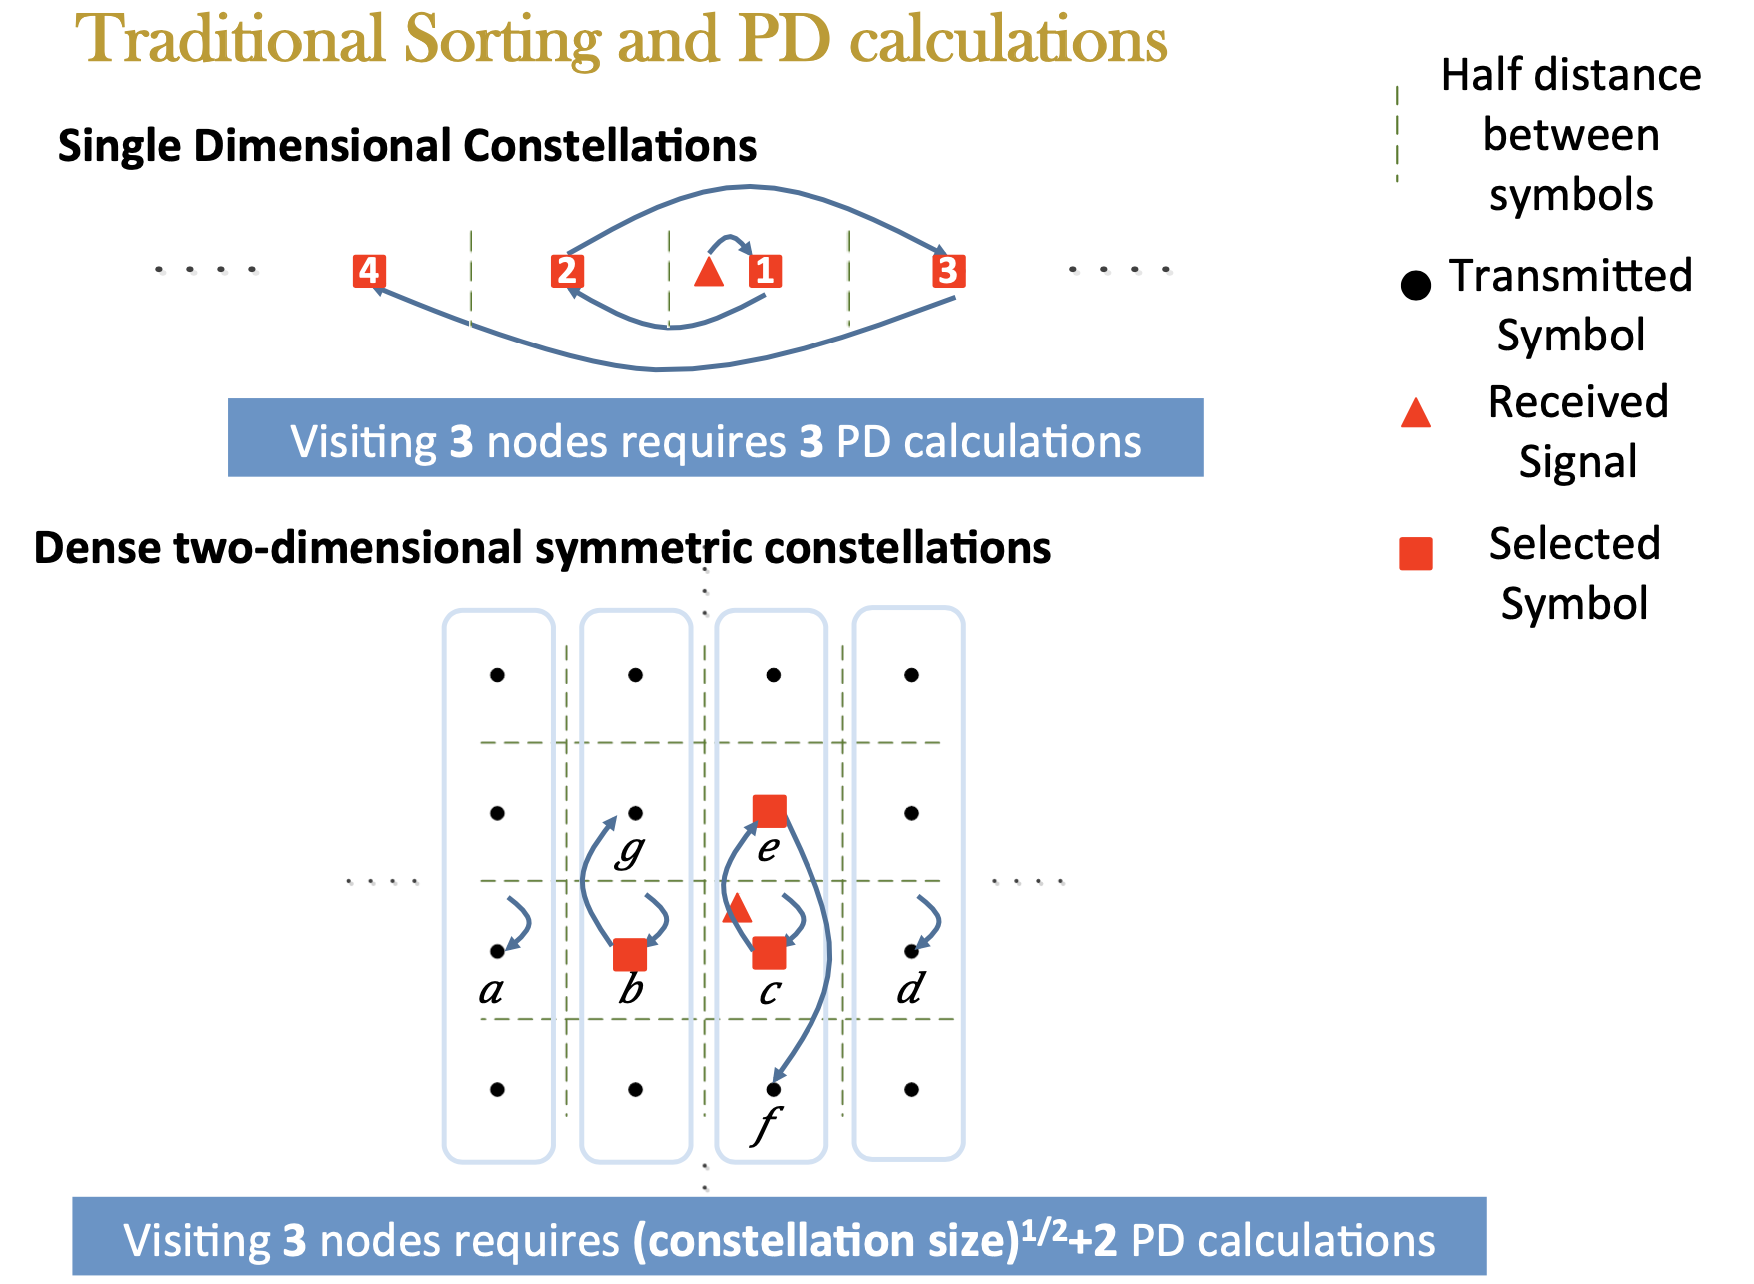 Traditional Sorting and PD calculations
Half distance
between
symbols
Single Dimensional Constellations
4
2
1
3
Transmitted
Symbol
Received
Signal
Visiting 3 nodes requires 3 PD calculations
Selected
Symbol
Dense two-dimensional symmetric constellations
g
e
a
b
c
d
f
Visiting 3 nodes requires (constellation size)^1/2+2 PD calculations